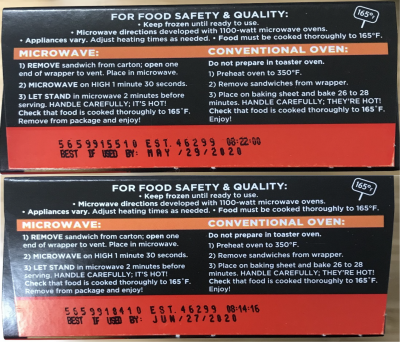 FOR FOOD SAFETY & QUALITY:
165°F
• Keep frozen until ready to use.
• Microwave directions developed with 1100-watt microwave ovens.
• Appliances vary. Adjust heating times as needed. • Food must be cooked thoroughly to 165°F.
MICROWAVE:
1) REMOVE sandwich from carton; open one
end of wrapper to vent. Place in microwave.
2) MICROWAVE on HIGH 1 minute 30 seconds.
3) LET STAND in microwave 2 minutes before
serving. HANDLE CAREFULLY; IT'S HOT!
Check that food is cooked thoroughly to 165°F.
Remove from package and enjoy!
CONVENTIONAL OVEN:
Do not prepare in toaster oven.
1) Preheat oven to 350°F.
2) Remove sandwiches from wrapper.
3) Place on baking sheet and bake 26 to 28
minutes. HANDLE CAREFULLY; THEY'RE HOT!
Check that food is cooked thoroughly to 165°F.
Enjoy!
5659915510 EST. 46299 00:22:00
BEST IF USED BY: MAY /29/2020
FOR FOOD SAFETY & QUALITY:
165°F
• Keep frozen until ready to use.
• Microwave directions developed with 1100-watt microwave ovens.
• Appliances vary. Adjust heating times as needed. • Food must be cooked thoroughly to 165°F.
MICROWAVE:
1) REMOVE sandwich from carton; open one
end of wrapper to vent. Place in microwave.
2) MICROWAVE on HIGH 1 minute 30 seconds.
3) LET STAND in microwave 2 minutes before
serving. HANDLE CAREFULLY; IT'S HOT!
Check that food is cooked thoroughly to 165°F.
Remove from package and enjoy!
CONVENTIONAL OVEN:
Do not prepare in toaster oven.
1) Preheat oven to 350°F.
2) Remove sandwiches from wrapper.
3) Place on baking sheet and bake 26 to 28
minutes. HANDLE CAREFULLY; THEY'RE HOT!
Check that food is cooked thoroughly to 165°F.
Enjoy!
5659918410 EST. 46299 08:14:16
BEST IF USED BY: JUN/27/2020